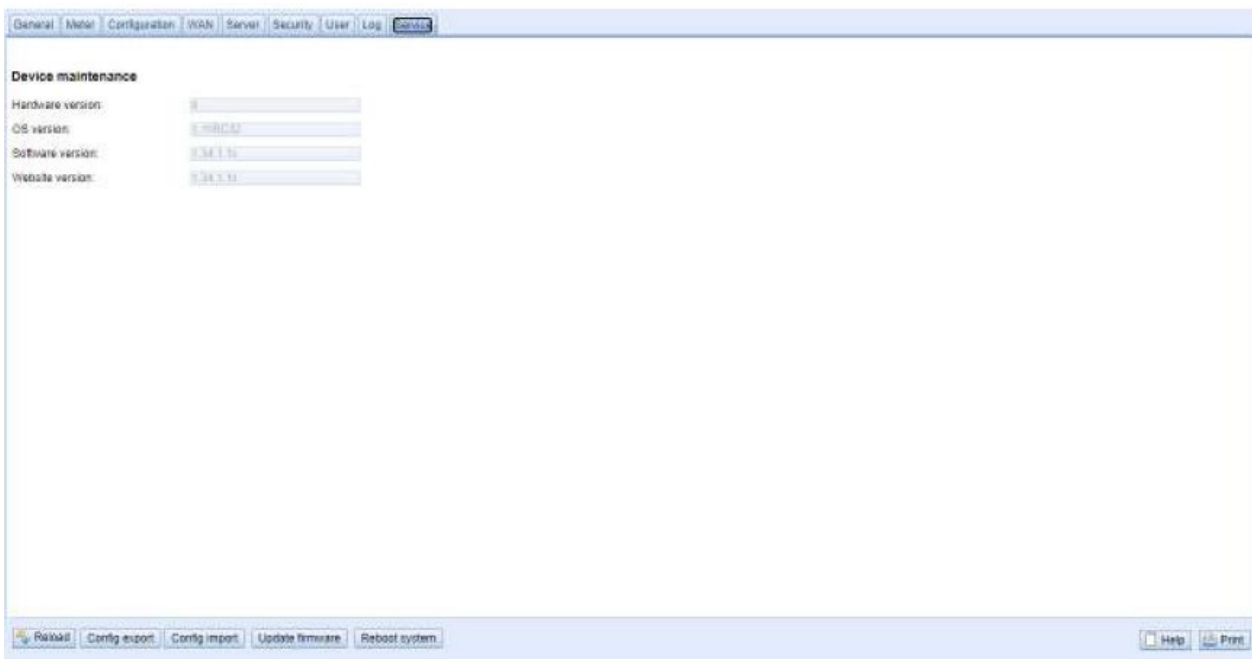 General Meter Configuration WAN Server Security User Log Service
Device maintenance
Hardware version:
OS version:
Software version:
Website version:
Reload Config export Config import Update firmware Reboot system Help Print